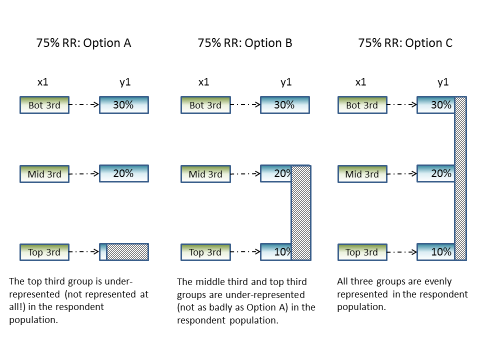 75% RR: Option A
75% RR: Option B
75% RR: Option C
x1 y1
x1 y1
x1 y1
Bot 3rd 30%
Bot 3rd 30%
Bot 3rd 30%
Mid 3rd 20%
Mid 3rd 20%
Mid 3rd 20%
Top 3rd
Top 3rd 10%
Top 3rd 10%
The top third group is under-
represented (not represented at
all!) in the respondent
population.
The middle third and top third
groups are under-represented
(not as badly as Option A) in the
respondent population.
All three groups are evenly
represented in the respondent
population.